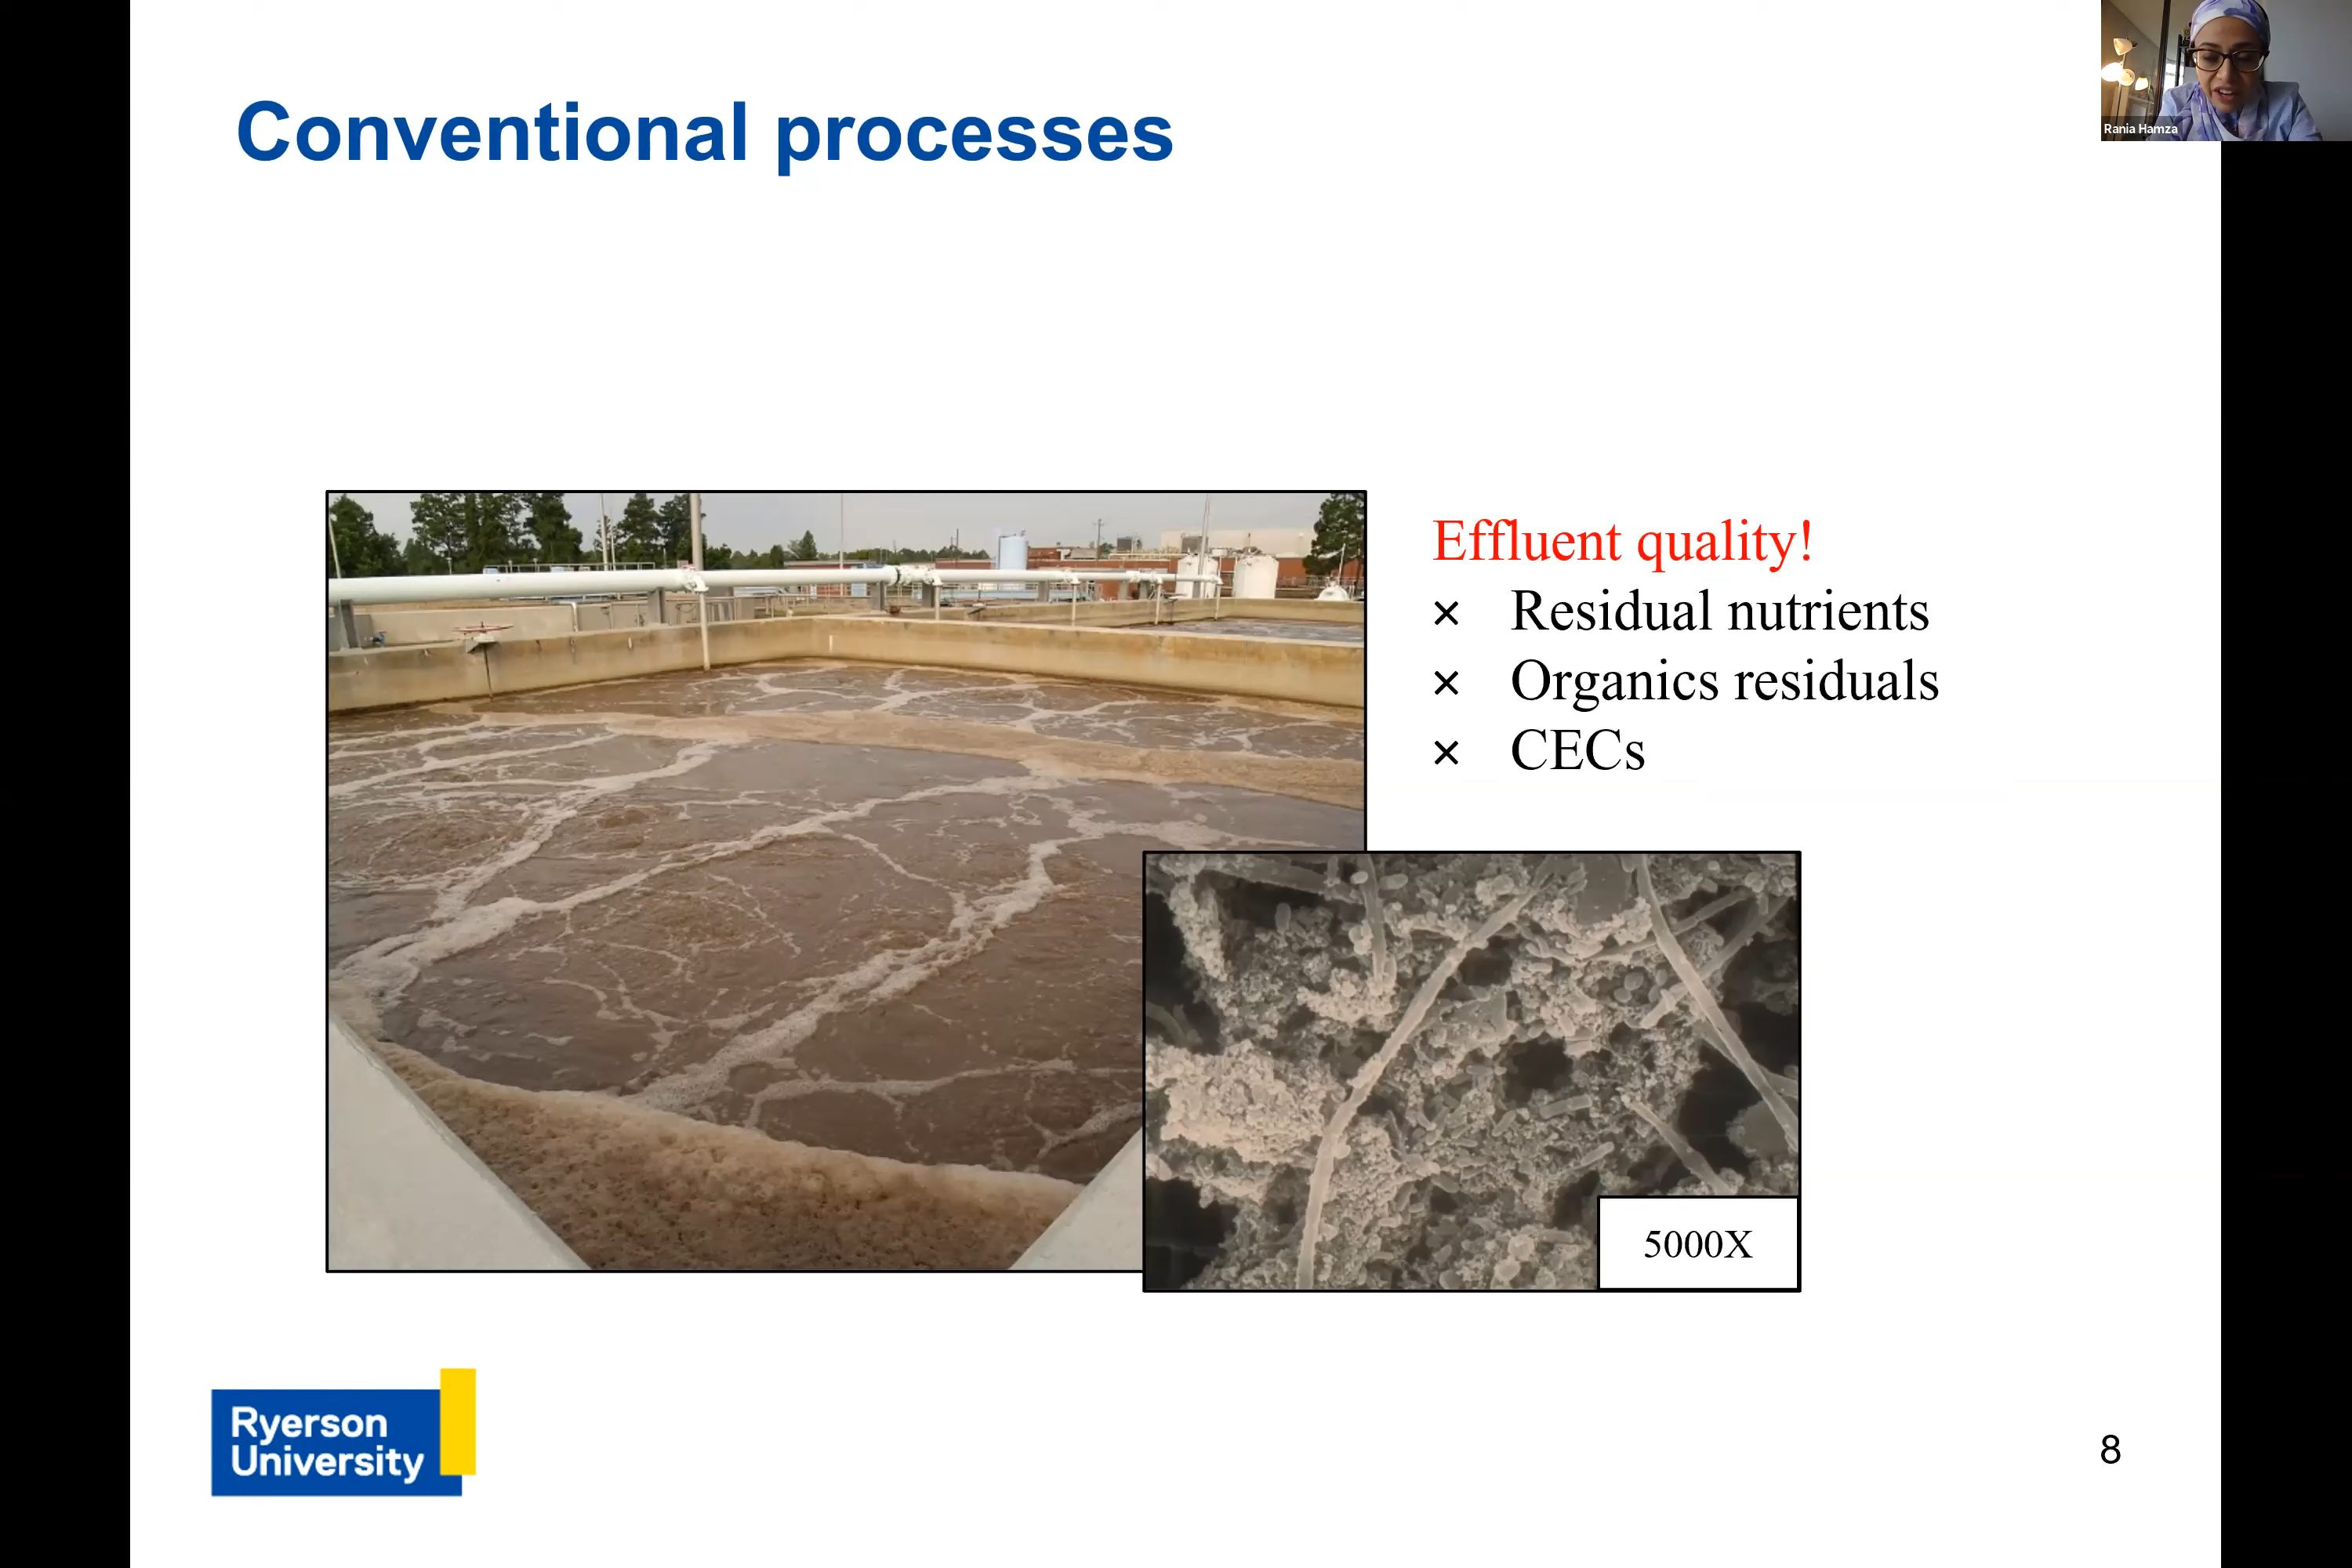 Conventional processes
Rania Hamza
Effluent quality!
× Residual nutrients
× Organics residuals
× CECs
5000X
Ryerson
University
8